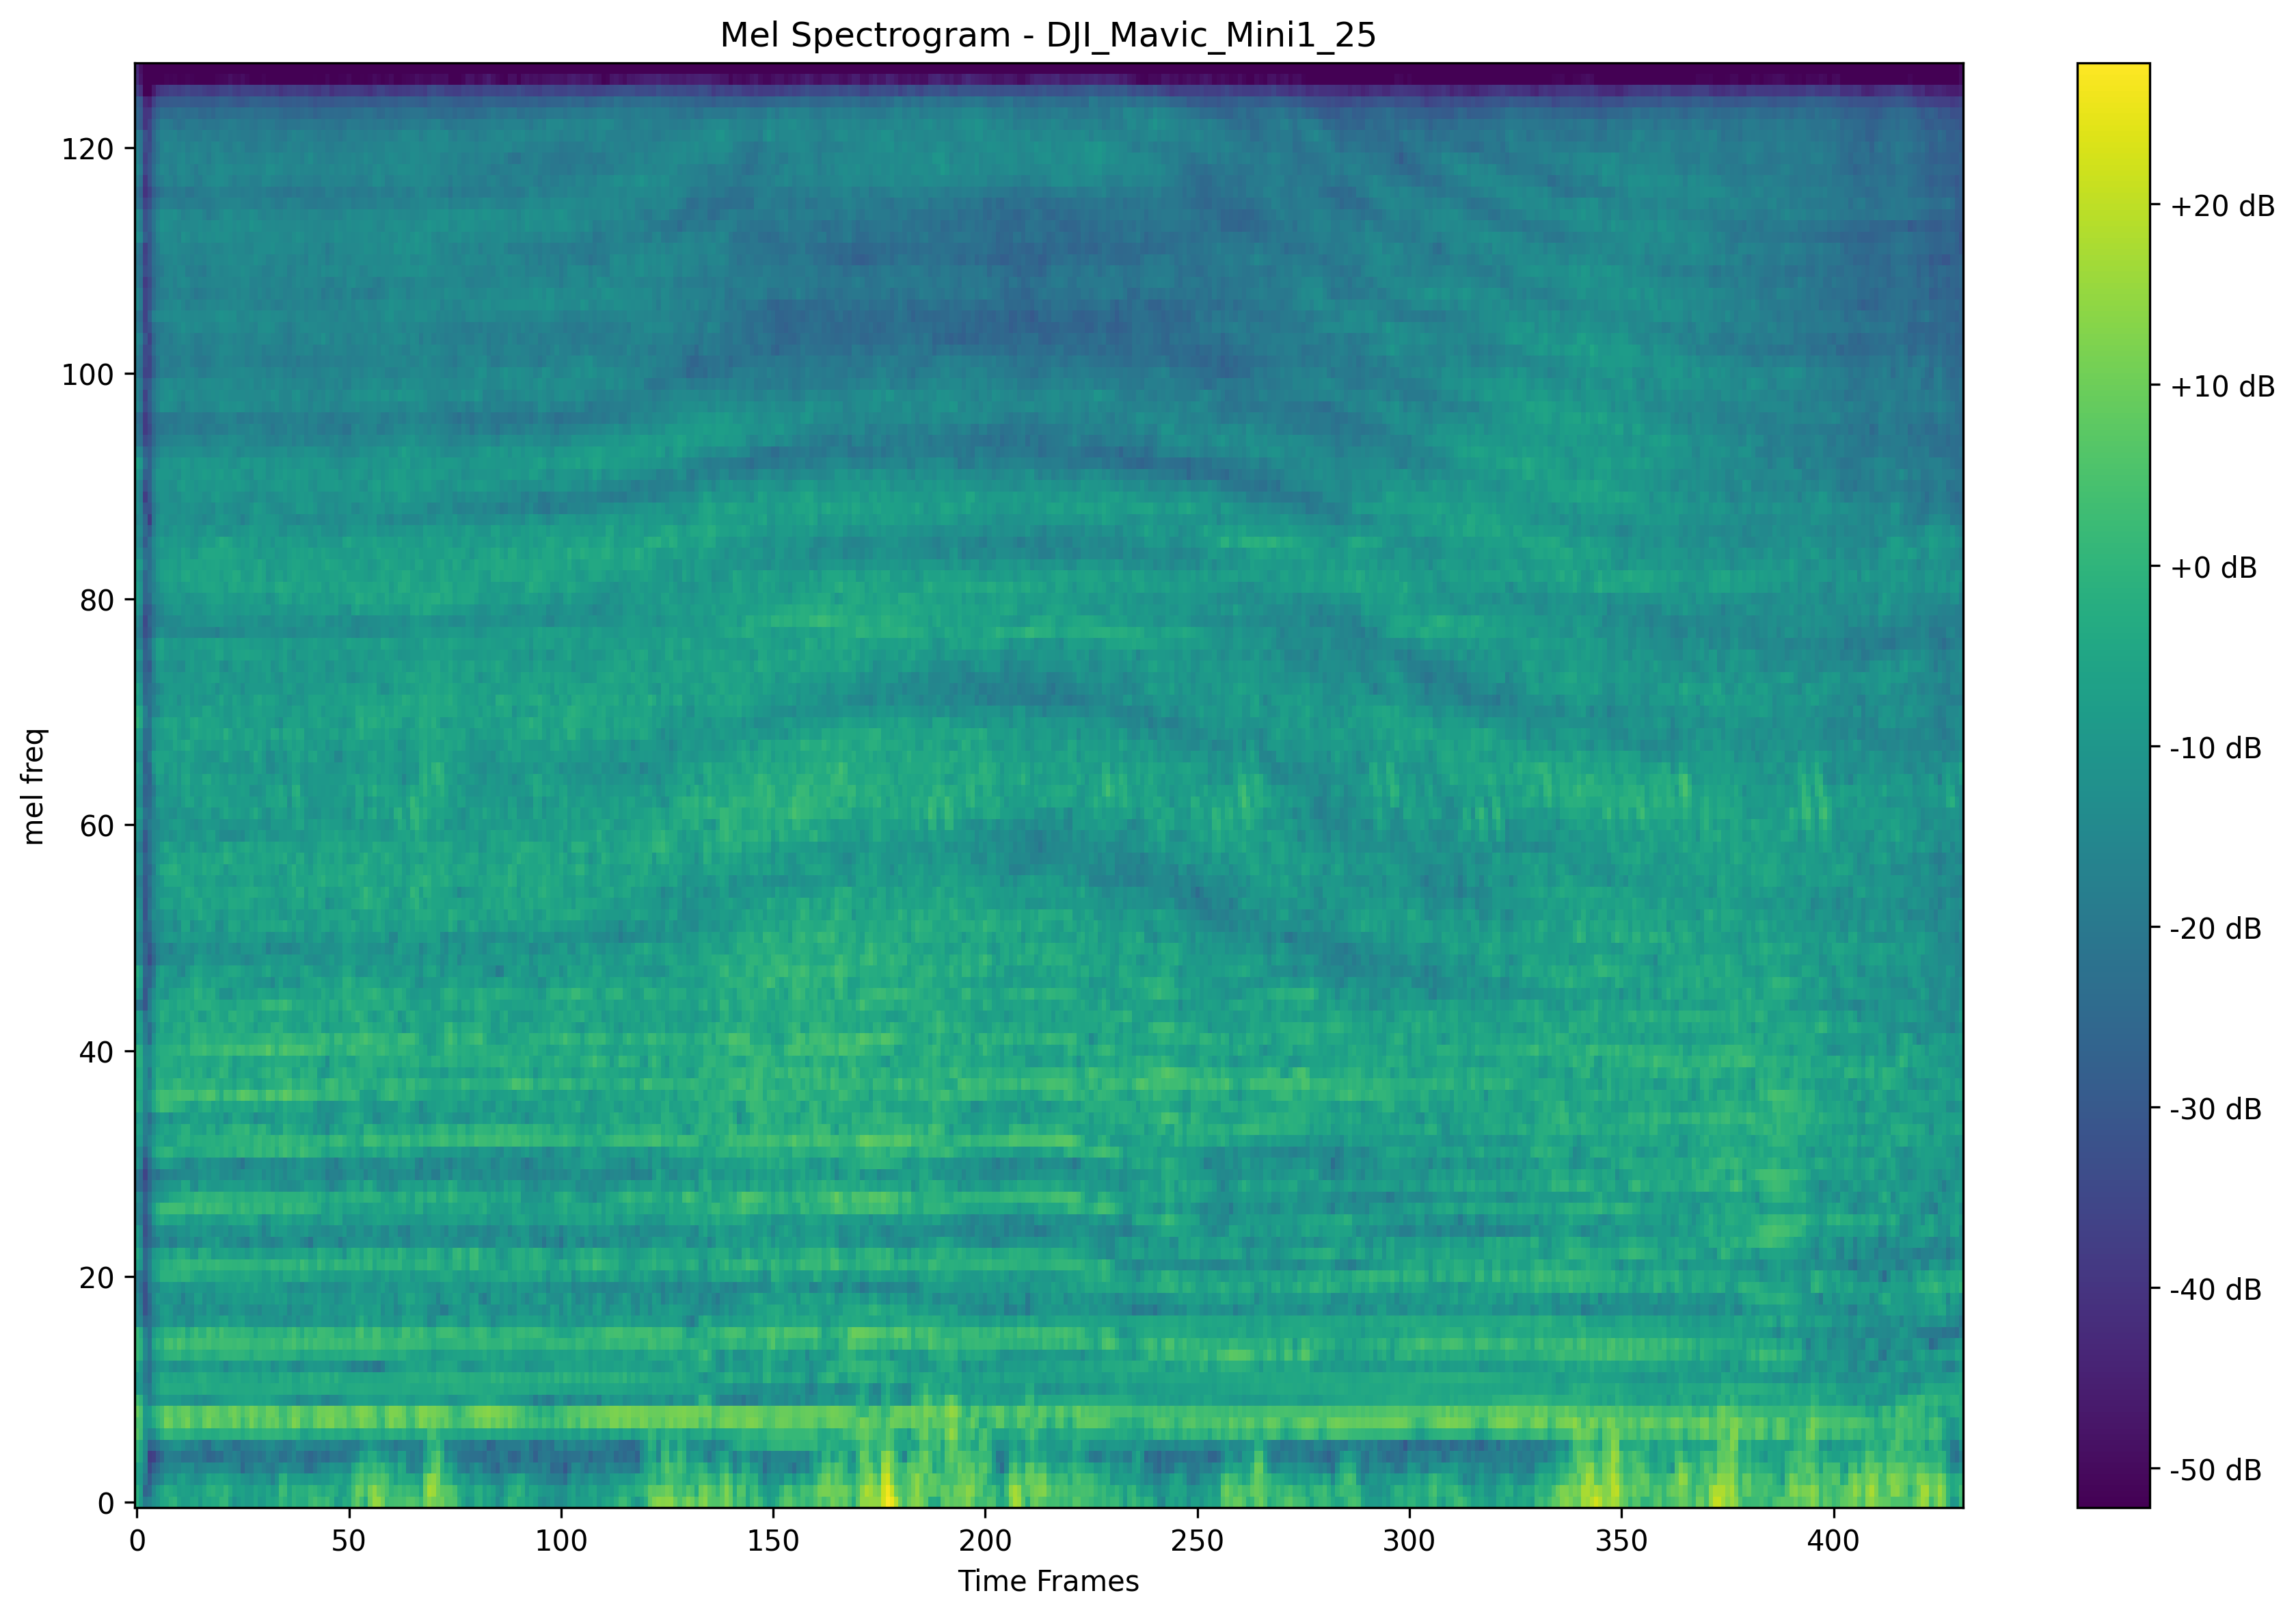 Mel Spectrogram - DJI_Mavic_Mini1_25
mel freq
120
100
80
60
40
20
0
0 50 100 150 200 250 300 350 400
Time Frames
+20 dB
+10 dB
+0 dB
-10 dB
-20 dB
-30 dB
-40 dB
-50 dB